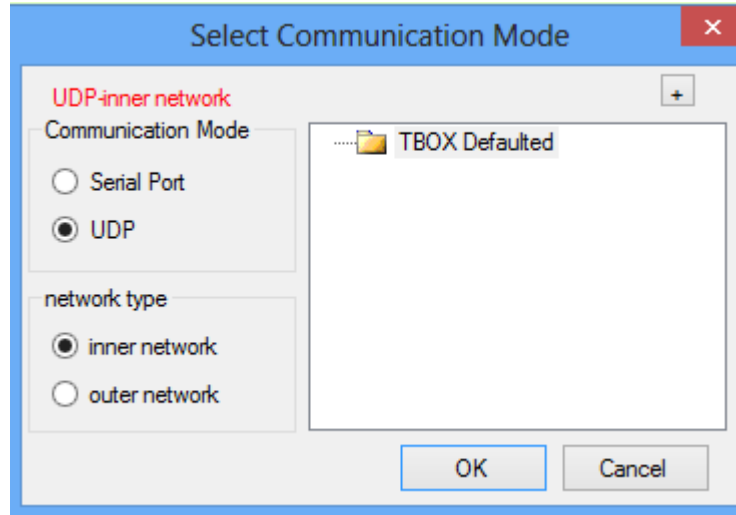 Select Communication Mode
×
UDP-inner network
+
Communication Mode
Serial Port
UDP
TBOX Defaulted
network type
inner network
outer network
OK
Cancel